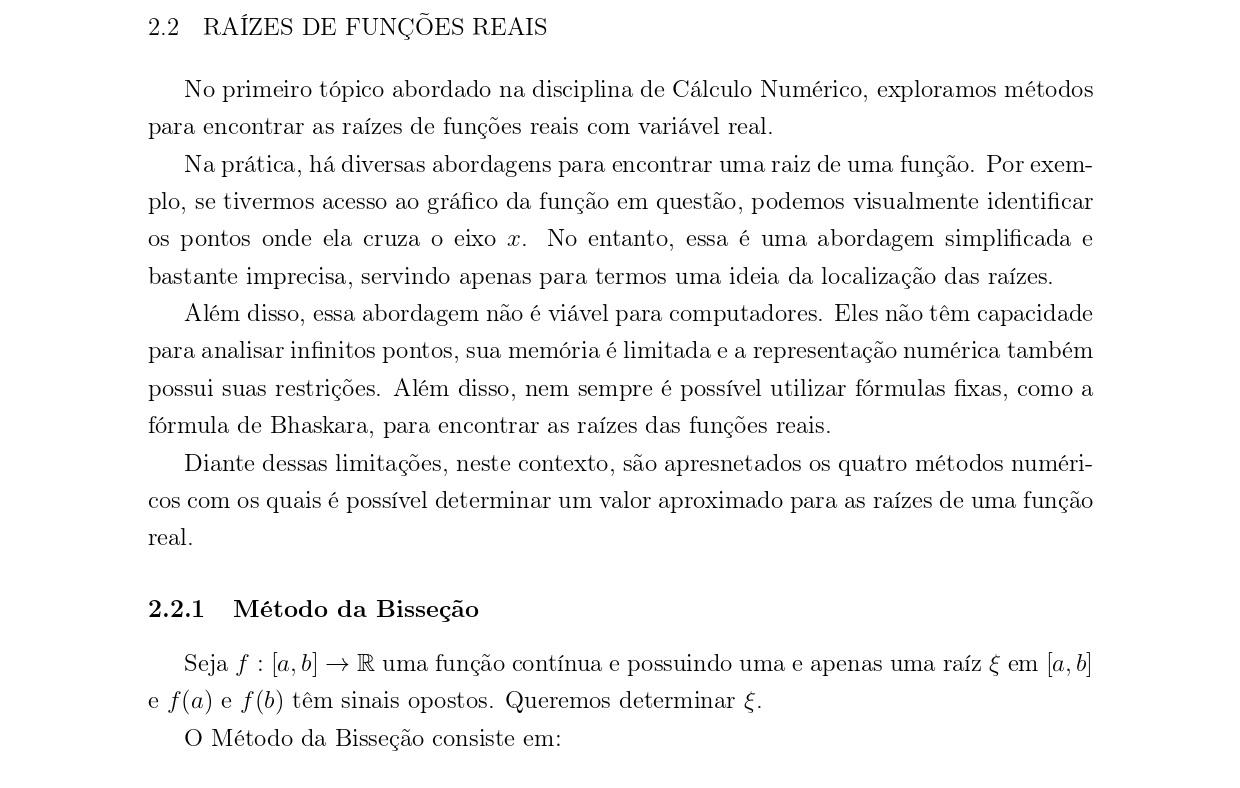 2.2 RAÍZES DE FUNÇÕES REAIS
No primeiro tópico abordado na disciplina de Cálculo Numérico, exploramos métodos
para encontrar as raízes de funções reais com variável real.
Na prática, há diversas abordagens para encontrar uma raiz de uma função. Por exem-
plo, se tivermos acesso ao gráfico da função em questão, podemos visualmente identificar
os pontos onde ela cruza o eixo x. No entanto, essa é uma abordagem simplificada e
bastante imprecisa, servindo apenas para termos uma ideia da localização das raízes.
Além disso, essa abordagem não é viável para computadores. Eles não têm capacidade
para analisar infinitos pontos, sua memória é limitada e a representação numérica também
possui suas restrições. Além disso, nem sempre é possível utilizar fórmulas fixas, como a
fórmula de Bhaskara, para encontrar as raízes das funções reais.
Diante dessas limitações, neste contexto, são apresnetados os quatro métodos numéri-
cos com os quais é possível determinar um valor aproximado para as raízes de uma função
real.
2.2.1 Método da Bisseção
Seja f : [a, b] → ℝ uma função contínua e possuindo uma e apenas uma raíz ξ em [a, b]
e f(a) e f(b) têm sinais opostos. Queremos determinar ξ.
O Método da Bisseção consiste em: